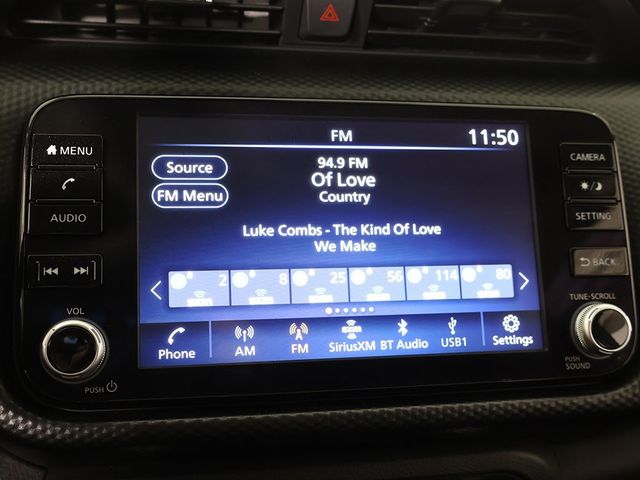 FM
11:50
MENU
Source
94.9 FM
Of Love
Country
FM Menu
AUDIO
Luke Combs - The Kind Of Love
We Make
2
8
25
56
114
80
VOL
PUSH
Phone
AM
FM
SiriusXM
BT Audio
USB1
Settings
CAMERA
SETTING
BACK
TUNE·SCROLL
PUSH
SOUND